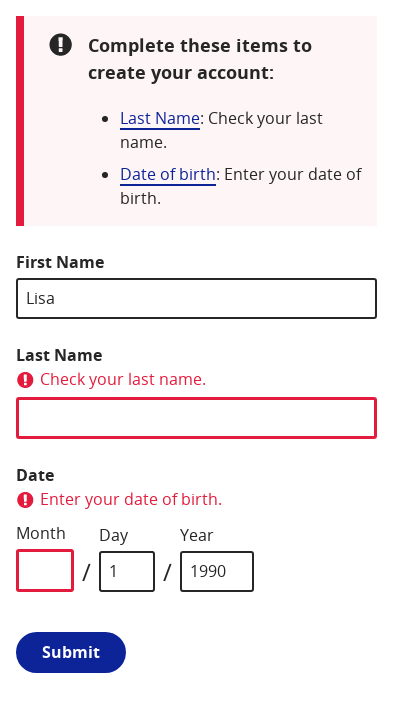 Complete these items to
create your account:
Last Name: Check your last
name.
Date of birth: Enter your date of
birth.
First Name
Lisa
Last Name
Check your last name.
Date
Enter your date of birth.
Month
Day
Year
/ 1 / 1990
Submit